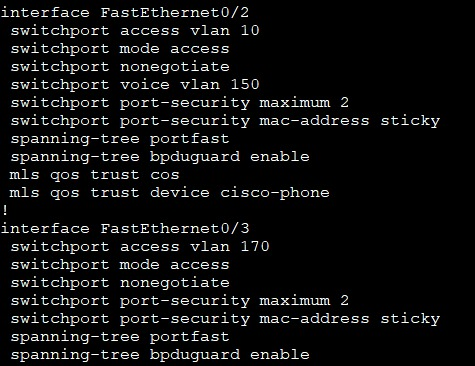 interface FastEthernet0/2
switchport access vlan 10
switchport mode access
switchport nonegotiate
switchport voice vlan 150
switchport port-security maximum 2
switchport port-security mac-address sticky
spanning-tree portfast
spanning-tree bpduguard enable
mls qos trust cos
mls qos trust device cisco-phone
!
interface FastEthernet0/3
switchport access vlan 170
switchport mode access
switchport nonegotiate
switchport port-security maximum 2
switchport port-security mac-address sticky
spanning-tree portfast
spanning-tree bpduguard enable